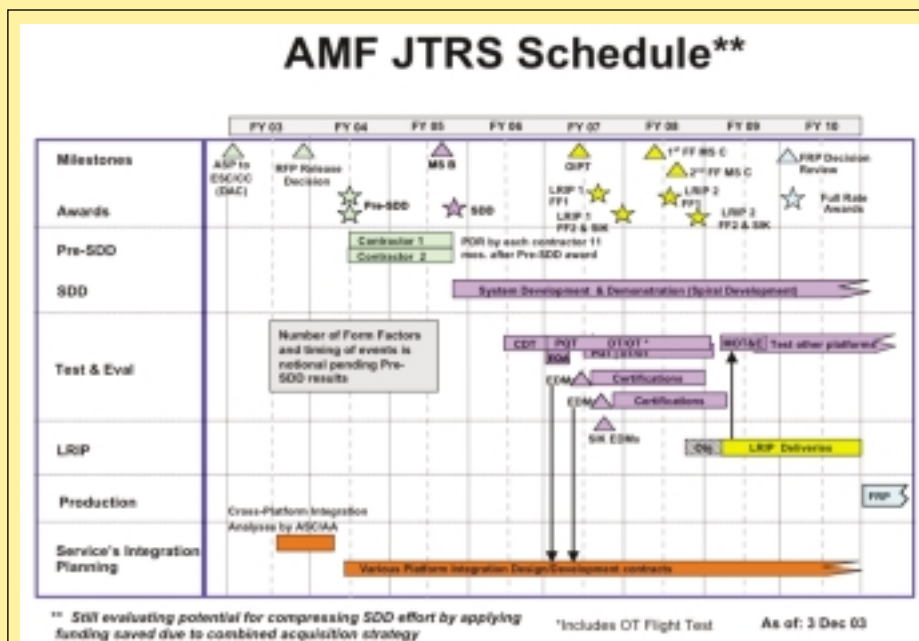 AMF JTRS Schedule**
FY 03 FY 04 FY 05 FY 06 FY 07 FY 08 FY 09 FY 10
Milestones
ASP to
ESC/CC
(DAC)
RFP Release
Decision
MS B
OIPT
1st FF MS C
2nd FF MS C
FRP Decision
Review
Awards
Pre-SDD
SDD
LRIP 1
FF1
LRIP 1
FF2 & SIK
LRIP 2
FF1
LRIP 2
FF2 & SIK
Full Rate
Awards
Pre-SDD
Contractor 1
Contractor 2
PDR by each contractor 11
mos. after Pre-SDD award
SDD
System Development & Demonstration (Spiral Development)
Test & Eval
Number of Form Factors
and timing of events is
notional pending Pre-
SDD results
CDT PQT DT/OT *
MOT&E Test other platforms
EDM Certifications
EDM Certifications
SIK EDMs
LRIP
LRIP Deliveries
Production
FRP
Cross-Platform Integration
Analyses by ASC/AA
Service's Integration
Planning
Various Platform Integration Design/Development contracts
** Still evaluating potential for compressing SDD effort by applying
funding saved due to combined acquisition strategy
*Includes OT Flight Test
As of: 3 Dec 03